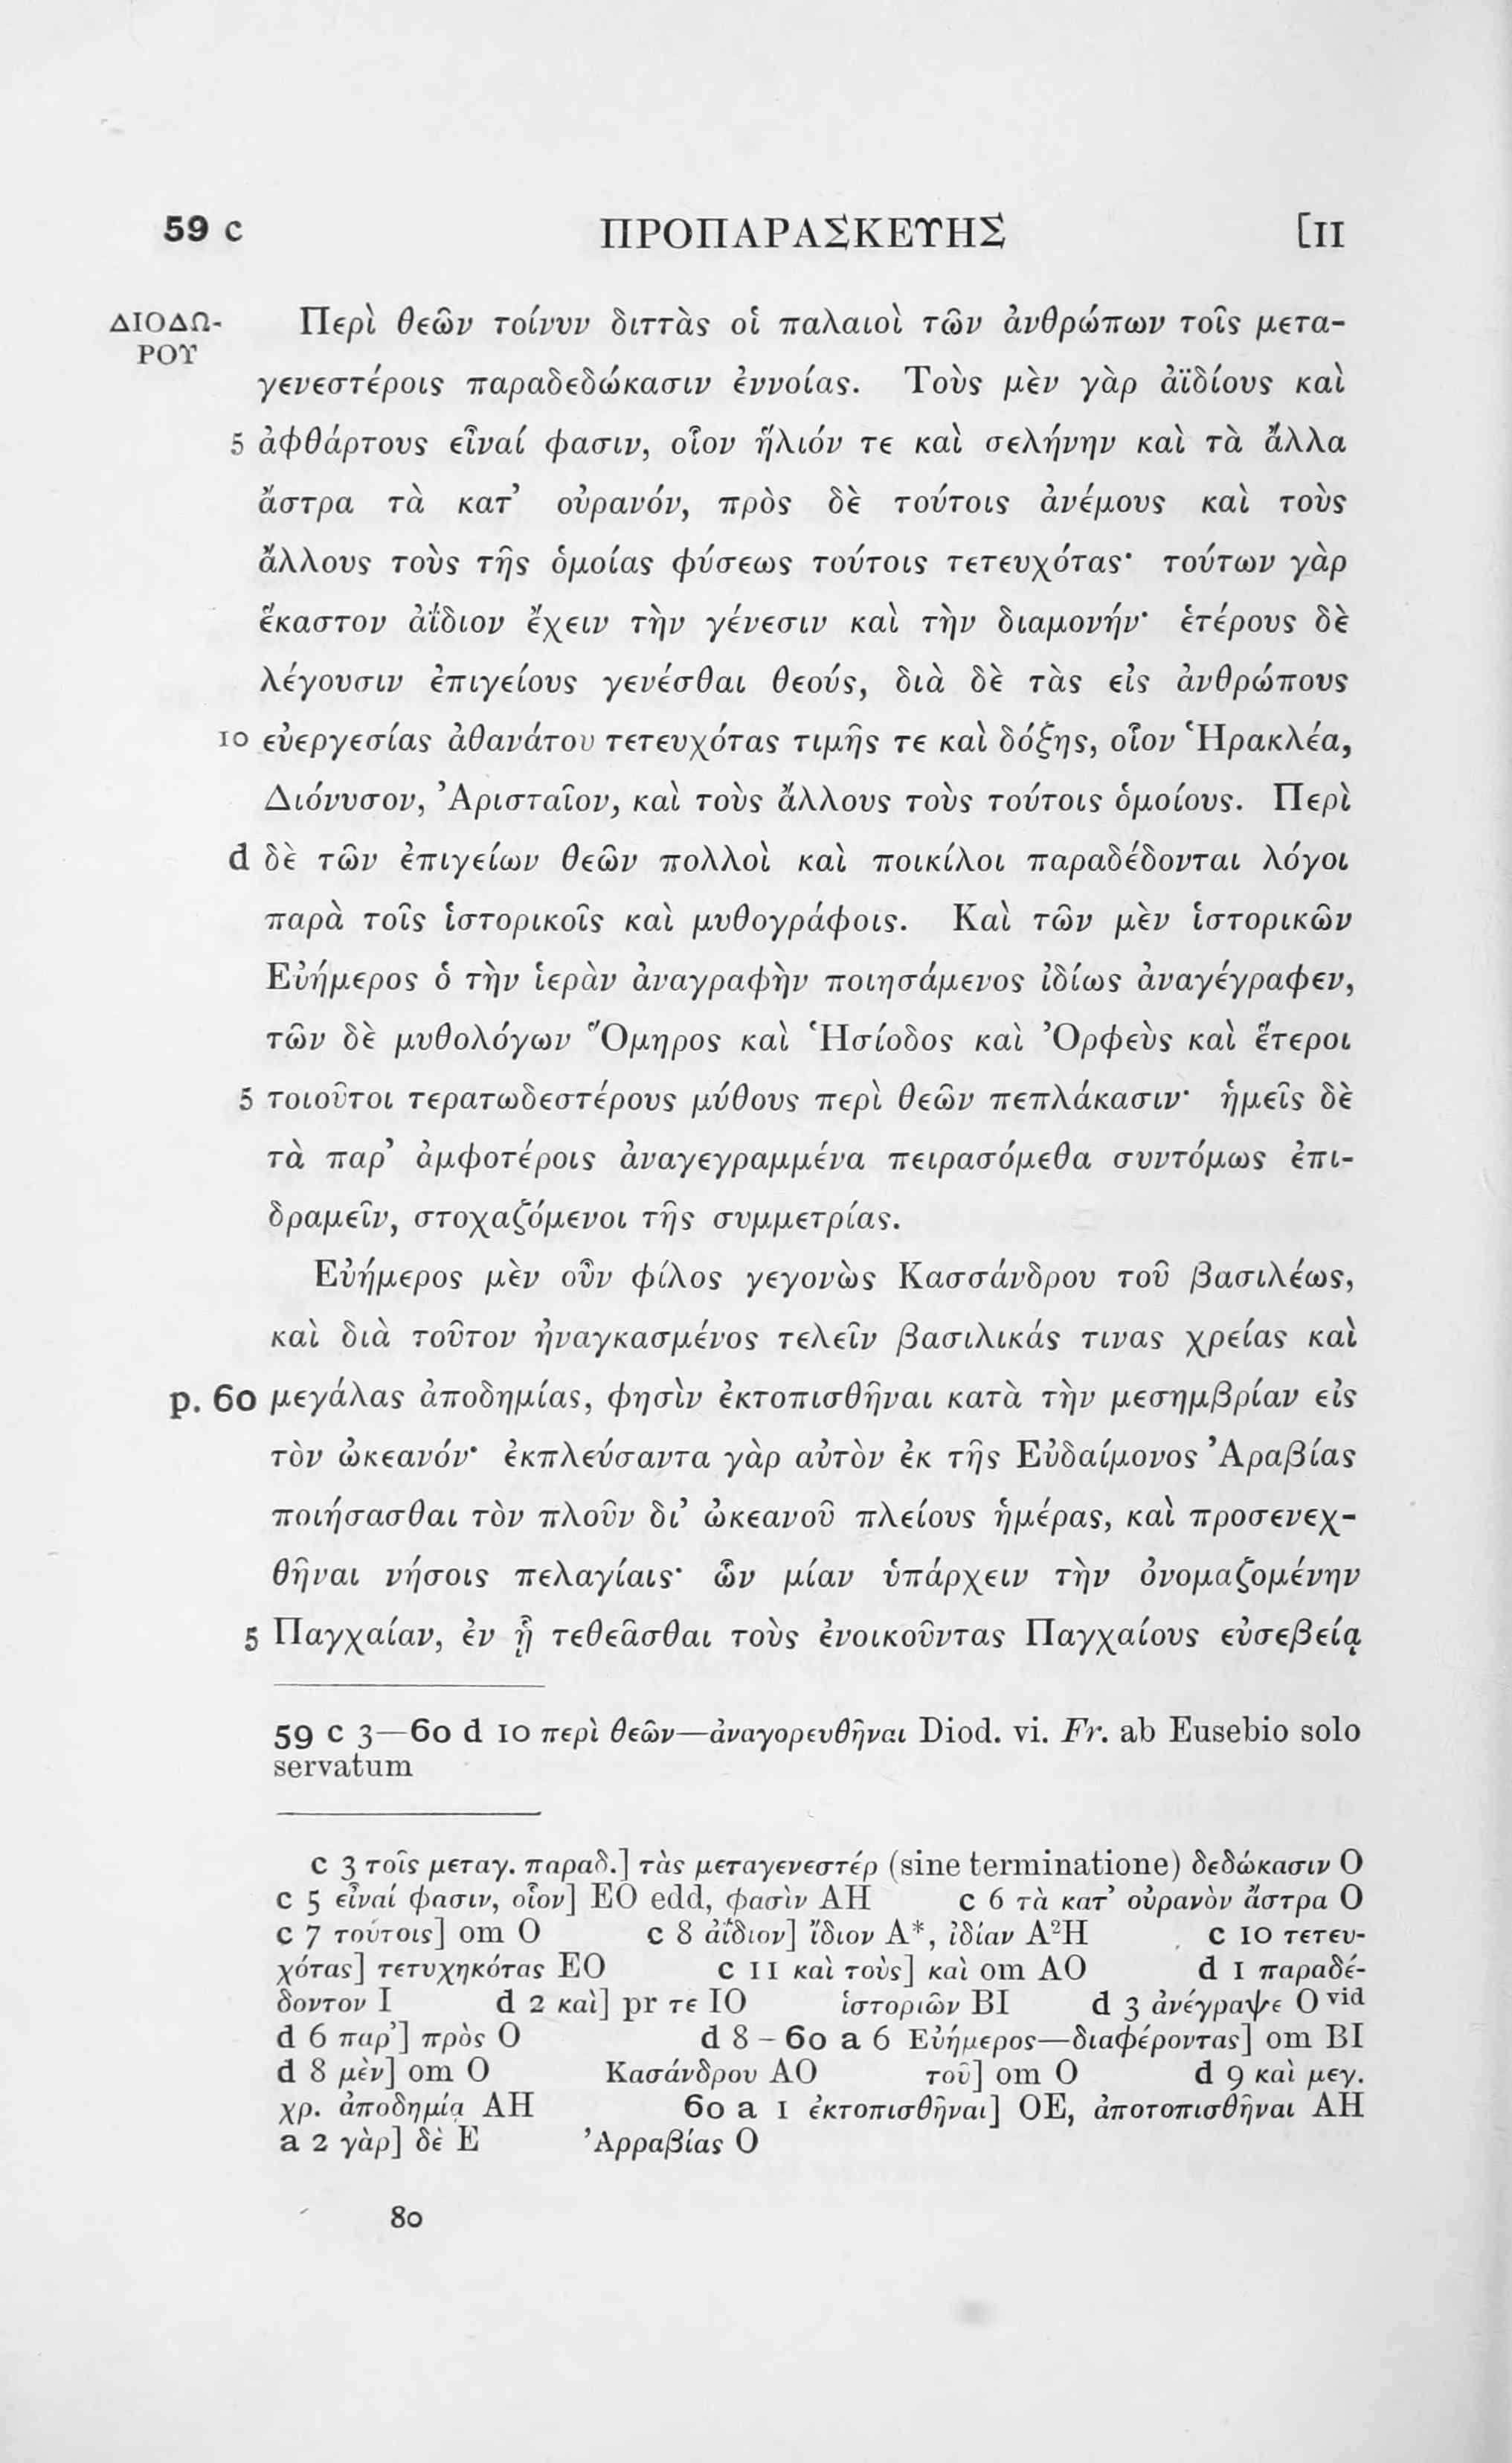 59 c ΠΡΟΠΑΡΑΣΚΕΥΗΣ [II
ΔΙΟΔΩ- Περὶ θεῶν τοίνυν διττὰς οἱ παλαιοὶ τῶν ἀνθρώπων τοῖς μετα-
ΡΟΥ
γενεστέροις παραδεδώκασιν ἐννοίας. Τοὺς μὲν γὰρ ἀϊδίους καὶ
5 ἀφθάρτους εἶναί φασιν, οἷον ἥλιόν τε καὶ σελήνην καὶ τὰ ἄλλα
ἄστρα τὰ κατ’ οὐρανόν, πρὸς δὲ τούτοις ἀνέμους καὶ τοὺς
ἄλλους τοὺς τῆς ὁμοίας φύσεως τούτοις τετευχότας· τούτων γὰρ
ἕκαστον ἀΐδιον ἔχειν τὴν γένεσιν καὶ τὴν διαμονήν· ἑτέρους δὲ
λέγουσιν ἐπιγείους γενέσθαι θεούς, διὰ δὲ τὰς εἰς ἀνθρώπους
10 εὐεργεσίας ἀθανάτου τετευχότας τιμῆς τε καὶ δόξης, οἷον Ἡρακλέα,
Διόνυσον, Ἀρισταῖον, καὶ τοὺς ἄλλους τοὺς τούτοις ὁμοίους. Περὶ
d δὲ τῶν ἐπιγείων θεῶν πολλοὶ καὶ ποικίλοι παραδέδονται λόγοι
παρὰ τοῖς ἱστορικοῖς καὶ μυθογράφοις. Καὶ τῶν μὲν ἱστορικῶν
Εὐήμερος ὁ τὴν ἱερὰν ἀναγραφὴν ποιησάμενος ἰδίως ἀναγέγραφεν,
τῶν δὲ μυθολόγων Ὅμηρος καὶ Ἡσίοδος καὶ Ὀρφεὺς καὶ ἕτεροι
5 τοιοῦτοι τερατωδεστέρους μύθους περὶ θεῶν πεπλάκασιν· ἡμεῖς δὲ
τὰ παρ’ ἀμφοτέροις ἀναγεγραμμένα πειρασόμεθα συντόμως ἐπι-
δραμεῖν, στοχαζόμενοι τῆς συμμετρίας.
Εὐήμερος μὲν οὖν φίλος γεγονὼς Κασσάνδρου τοῦ βασιλέως,
καὶ διὰ τοῦτον ἠναγκασμένος τελεῖν βασιλικάς τινας χρείας καὶ
p. 60 μεγάλας ἀποδημίας, φησὶν ἐκτοπισθῆναι κατὰ τὴν μεσημβρίαν εἰς
τὸν ὠκεανόν· ἐκπλεύσαντα γὰρ αὐτὸν ἐκ τῆς Εὐδαίμονος Ἀραβίας
ποιήσασθαι τὸν πλοῦν δι’ ὠκεανοῦ πλείους ἡμέρας, καὶ προσενεχ-
θῆναι νήσοις πελαγίαις· ὧν μίαν ὑπάρχειν τὴν ὀνομαζομένην
5 Παγχαίαν, ἐν ᾗ τεθεᾶσθαι τοὺς ἐνοικοῦντας Παγχαίους εὐσεβείᾳ
59 c 3—60 d 10 περὶ θεῶν—ἀναγορευθῆναι Diod. vi. Fr. ab Eusebio solo
servatum
c 3 τοῖς μεταγ. παραδ.] τὰς μεταγενεστέρ (sine terminatione) δεδώκασιν O
c 5 εἶναί φασιν, οἷον] EO edd, φασὶν AH c 6 τὰ κατ’ οὐρανὸν ἄστρα O
c 7 τούτοις] om O c 8 ἀΐδιον] ἴδιον A*, ἰδίαν A²H c 10 τετευ-
χότας] τετυχηκότας EO c 11 καὶ τοὺς] καὶ om AO d 1 παραδέ-
δοντον I d 2 καὶ] pr τε IO ἱστοριῶν BI d 3 ἀνέγραψε O vid
d 6 παρ’] πρὸς O d 8 – 60 a 6 Εὐήμερος—διαφέροντας] om BI
d 8 μὲν] om O Κασάνδρου AO τοῦ] om O d 9 καὶ μεγ.
χρ. ἀποδημίᾳ AH 60 a 1 ἐκτοπισθῆναι] OE, ἀποτοπισθῆναι AH
a 2 γὰρ] δὲ E Ἀρραβίας O
80